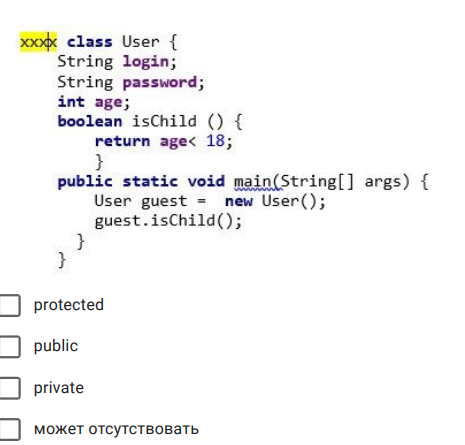 xxxx class User {
String login;
String password;
int age;
boolean isChild () {
return age< 18;
}
public static void main(String[] args) {
User guest = new User();
guest.isChild();
}
}
protected
public
private
может отсутствовать